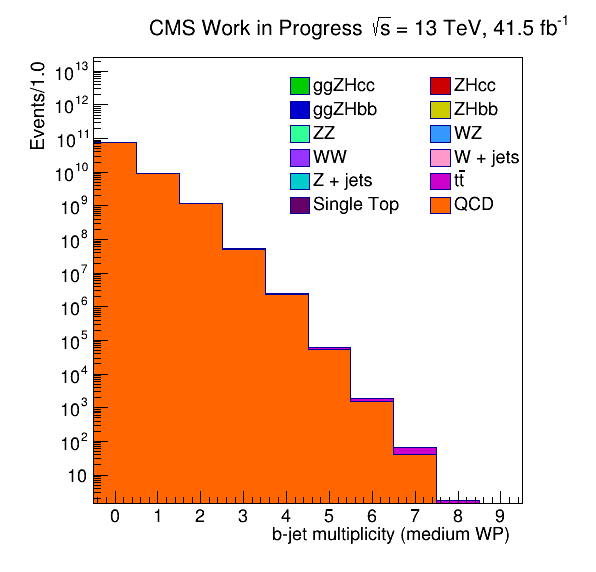 CMS Work in Progress √s = 13 TeV, 41.5 fb⁻¹
Events/1.0
10¹³
10¹²
10¹¹
10¹⁰
10⁹
10⁸
10⁷
10⁶
10⁵
10⁴
10³
10²
10
ggZHcc ZHcc
ggZHbb ZHbb
ZZ WZ
WW W + jets
Z + jets tt̄
Single Top QCD
0 1 2 3 4 5 6 7 8 9
b-jet multiplicity (medium WP)